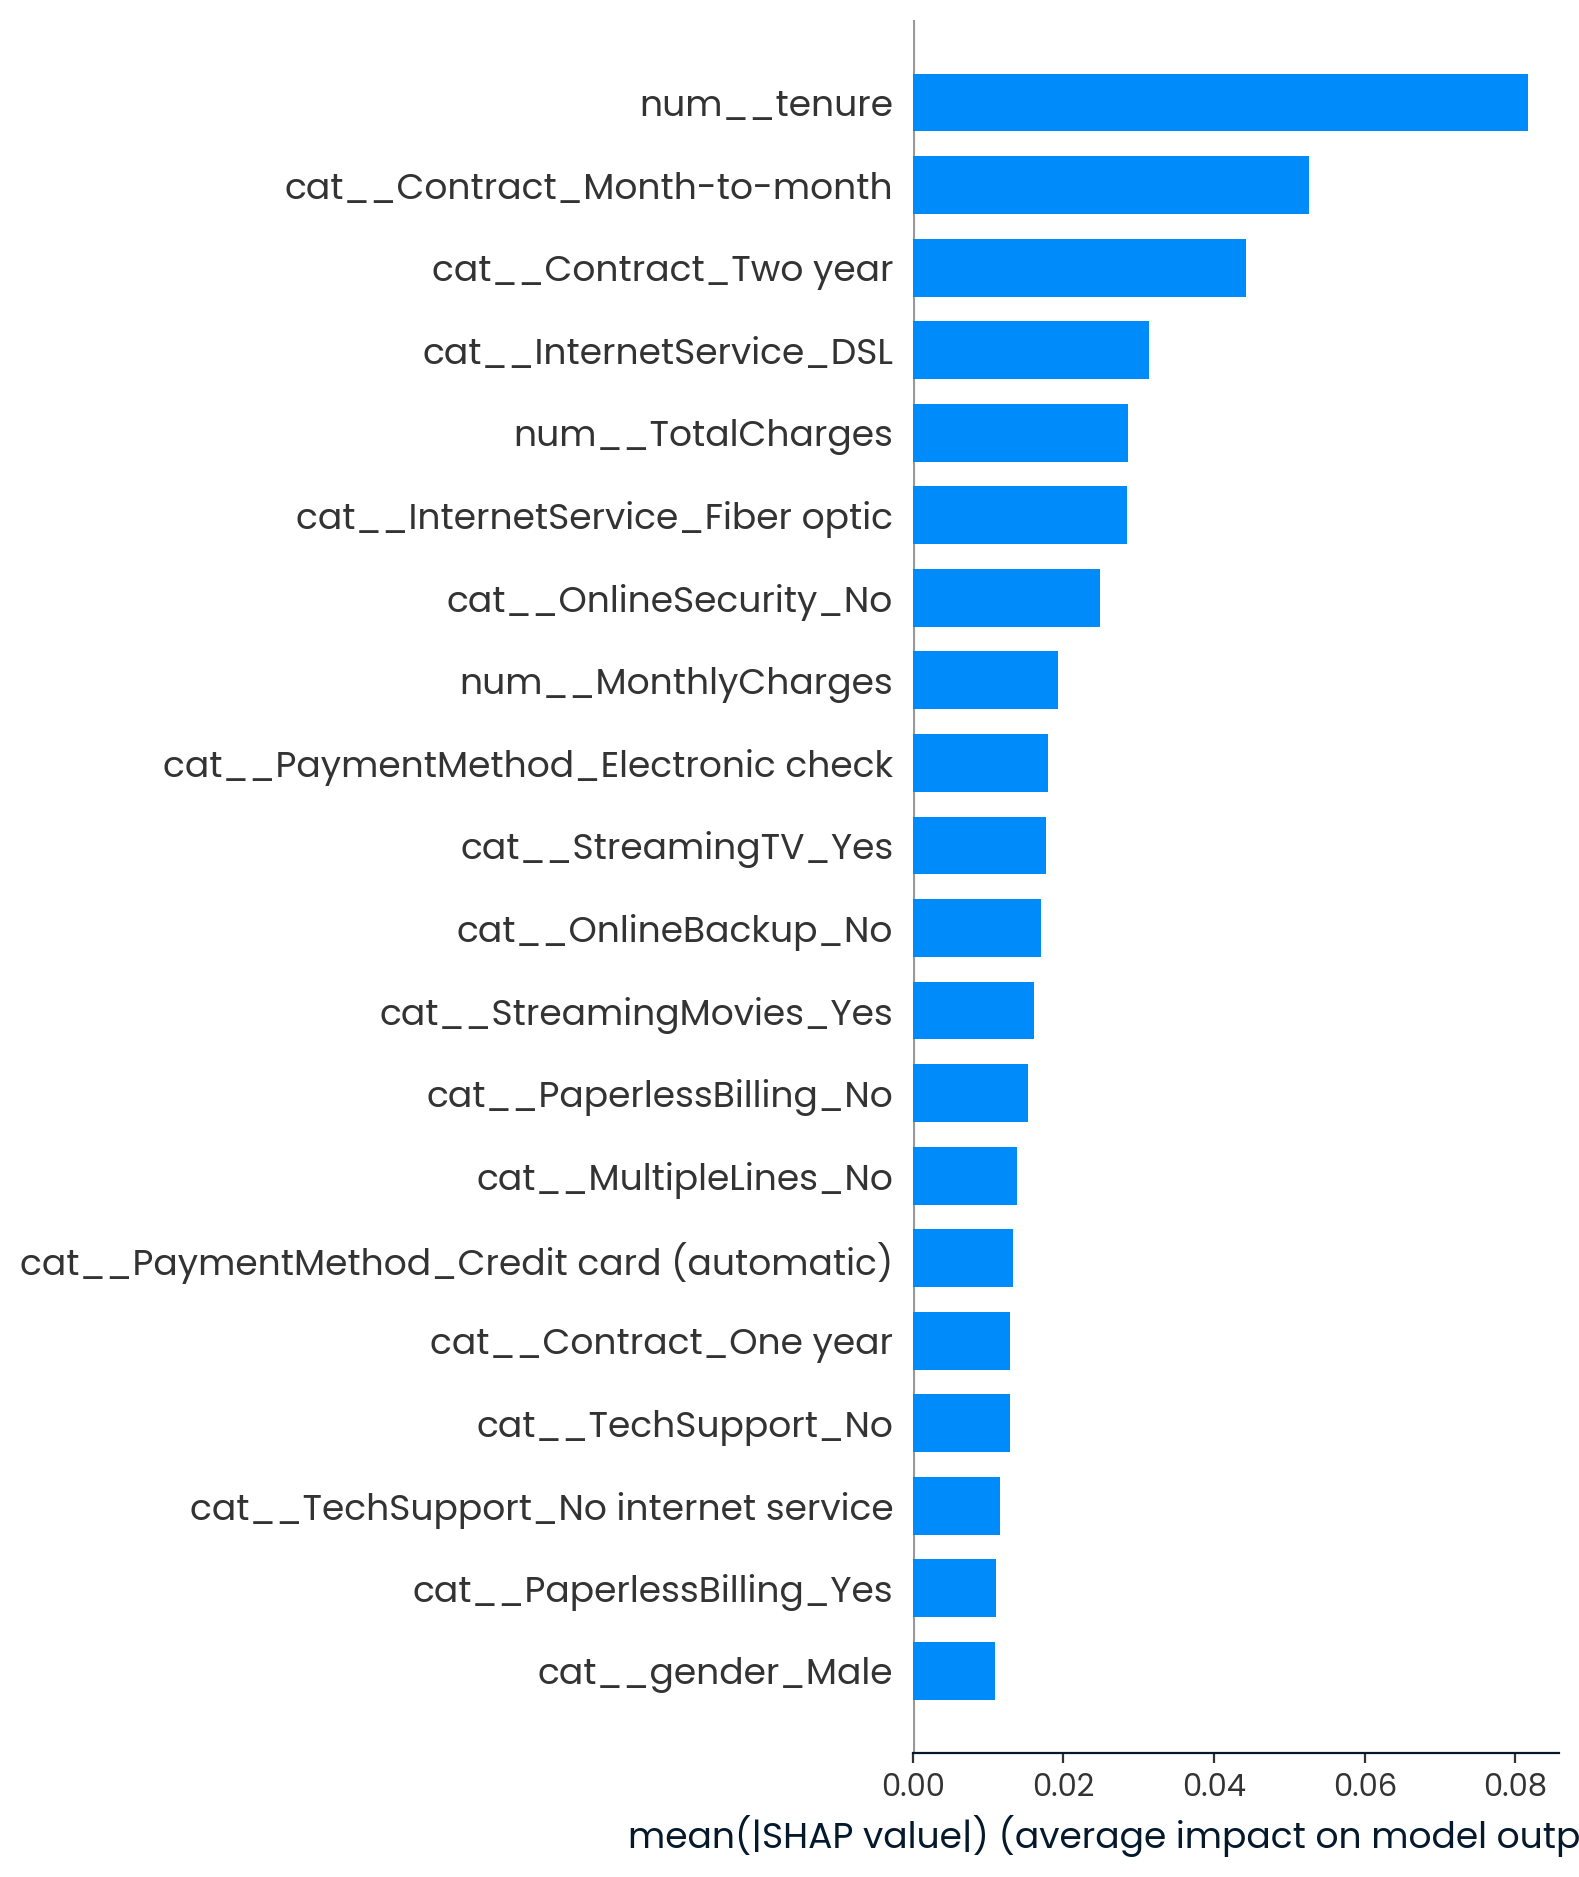 num__tenure
cat__Contract_Month-to-month
cat__Contract_Two year
cat__InternetService_DSL
num__TotalCharges
cat__InternetService_Fiber optic
cat__OnlineSecurity_No
num__MonthlyCharges
cat__PaymentMethod_Electronic check
cat__StreamingTV_Yes
cat__OnlineBackup_No
cat__StreamingMovies_Yes
cat__PaperlessBilling_No
cat__MultipleLines_No
cat__PaymentMethod_Credit card (automatic)
cat__Contract_One year
cat__TechSupport_No
cat__TechSupport_No internet service
cat__PaperlessBilling_Yes
cat__gender_Male
0.00 0.02 0.04 0.06 0.08
mean(|SHAP value|) (average impact on model outp